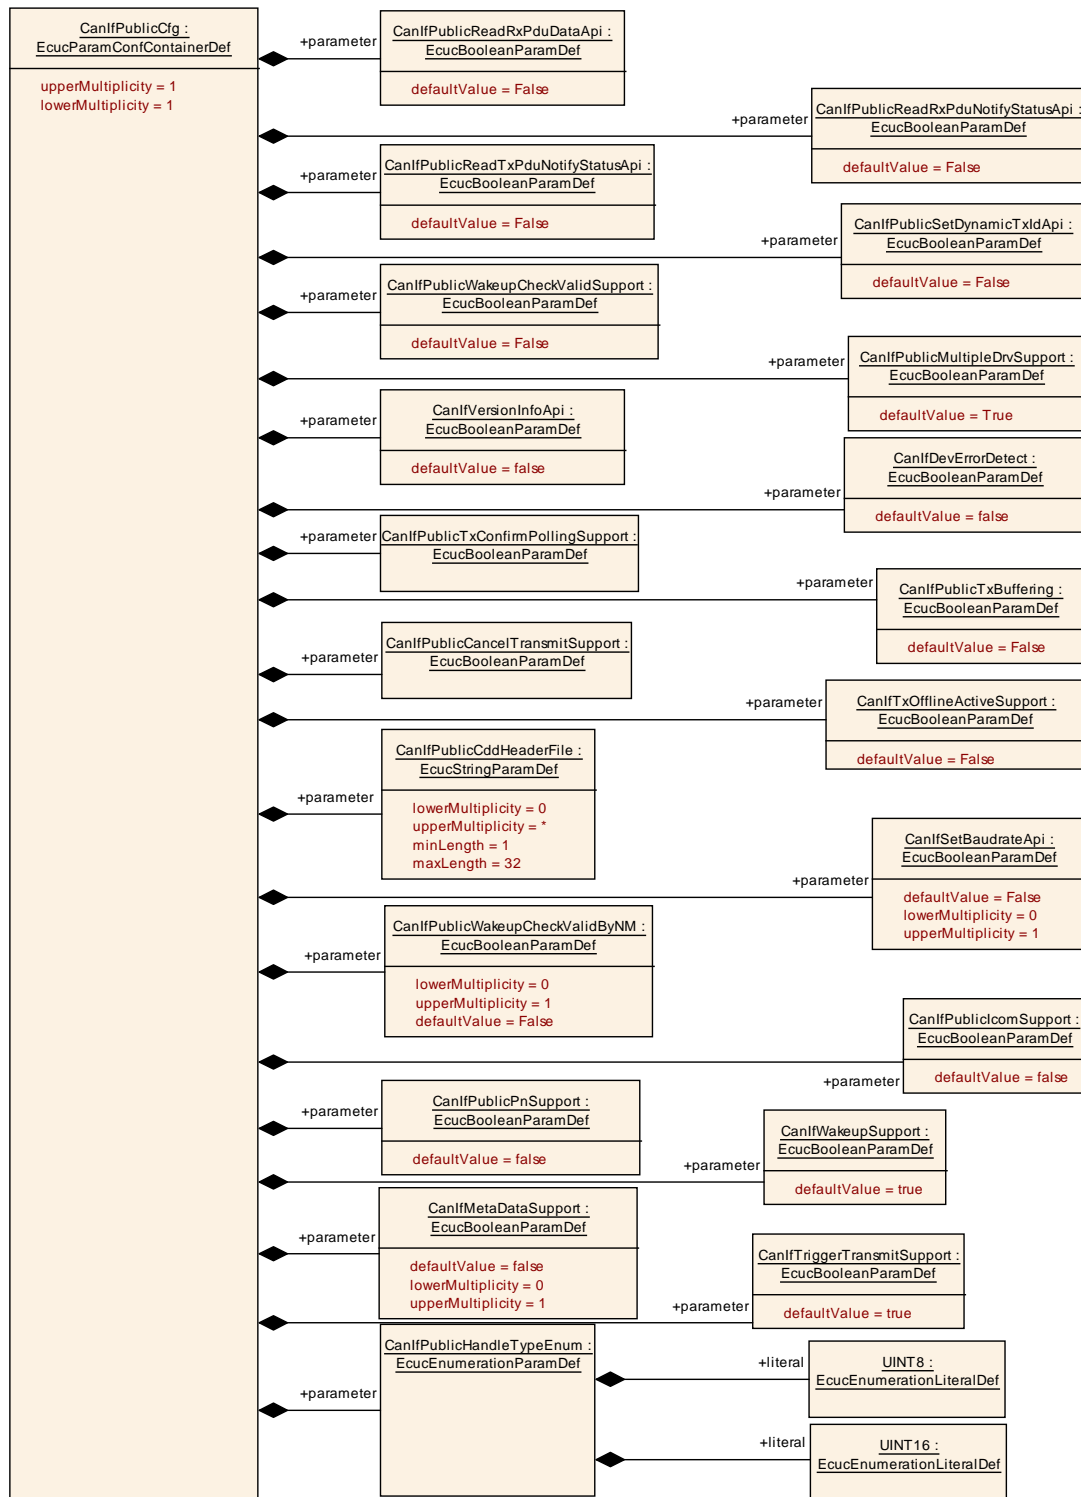 CanIfPublicCfg :
EcucParamConfContainerDef
upperMultiplicity = 1
lowerMultiplicity = 1
+parameter
CanIfPublicReadRxPduDataApi :
EcucBooleanParamDef
defaultValue = False
+parameter
CanIfPublicReadRxPduNotifyStatusApi :
EcucBooleanParamDef
defaultValue = False
+parameter
CanIfPublicReadTxPduNotifyStatusApi :
EcucBooleanParamDef
defaultValue = False
+parameter
CanIfPublicSetDynamicTxIdApi :
EcucBooleanParamDef
defaultValue = False
+parameter
CanIfPublicWakeupCheckValidSupport :
EcucBooleanParamDef
defaultValue = False
+parameter
CanIfPublicMultipleDrvSupport :
EcucBooleanParamDef
defaultValue = True
+parameter
CanIfVersionInfoApi :
EcucBooleanParamDef
defaultValue = false
+parameter
CanIfDevErrorDetect :
EcucBooleanParamDef
defaultValue = false
+parameter
CanIfPublicTxConfirmPollingSupport :
EcucBooleanParamDef
+parameter
CanIfPublicTxBuffering :
EcucBooleanParamDef
defaultValue = False
+parameter
CanIfPublicCancelTransmitSupport :
EcucBooleanParamDef
+parameter
CanIfTxOfflineActiveSupport :
EcucBooleanParamDef
defaultValue = False
+parameter
CanIfPublicCddHeaderFile :
EcucStringParamDef
lowerMultiplicity = 0
upperMultiplicity = *
minLength = 1
maxLength = 32
+parameter
CanIfSetBaudrateApi :
EcucBooleanParamDef
defaultValue = False
lowerMultiplicity = 0
upperMultiplicity = 1
+parameter
CanIfPublicWakeupCheckValidByNM :
EcucBooleanParamDef
lowerMultiplicity = 0
upperMultiplicity = 1
defaultValue = False
+parameter
CanIfPublicIcomSupport :
EcucBooleanParamDef
defaultValue = false
+parameter
CanIfPublicPnSupport :
EcucBooleanParamDef
defaultValue = false
+parameter
CanIfWakeupSupport :
EcucBooleanParamDef
defaultValue = true
+parameter
CanIfMetaDataSupport :
EcucBooleanParamDef
defaultValue = false
lowerMultiplicity = 0
upperMultiplicity = 1
+parameter
CanIfTriggerTransmitSupport :
EcucBooleanParamDef
defaultValue = true
+parameter
CanIfPublicHandleTypeEnum :
EcucEnumerationParamDef
+literal
UINT8 :
EcucEnumerationLiteralDef
+literal
UINT16 :
EcucEnumerationLiteralDef